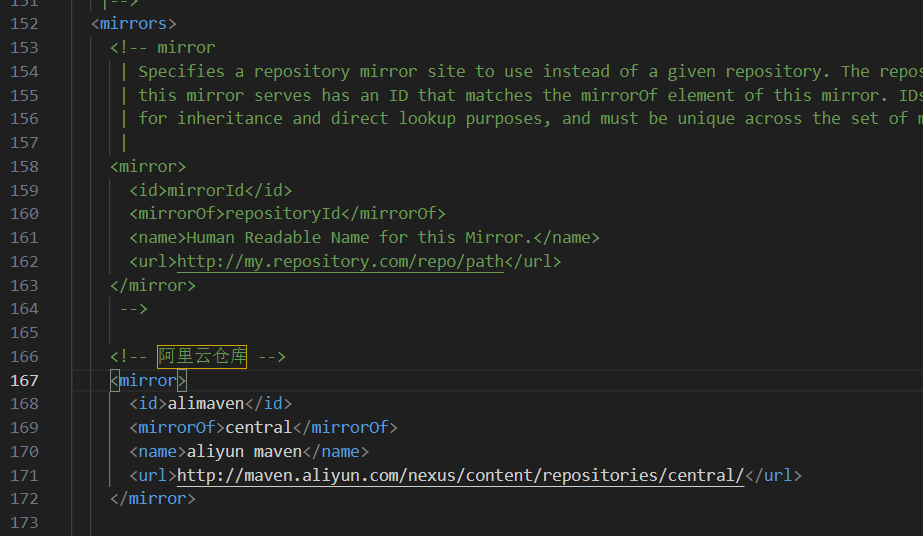 151 |-->
152 <mirrors>
153 <!-- mirror
154 | Specifies a repository mirror site to use instead of a given repository. The
155 | this mirror serves has an ID that matches the mirrorOf element of this mirror.
156 | for inheritance and direct lookup purposes, and must be unique across the set of
157 |
158 <mirror>
159 <id>mirrorId</id>
160 <mirrorOf>repositoryId</mirrorOf>
161 <name>Human Readable Name for this Mirror.</name>
162 <url>http://my.repository.com/repo/path</url>
163 </mirror>
164 -->
165
166 <!-- 阿里云仓库 -->
167 <mirror>
168 <id>alimaven</id>
169 <mirrorOf>central</mirrorOf>
170 <name>aliyun maven</name>
171 <url>http://maven.aliyun.com/nexus/content/repositories/central/</url>
172 </mirror>
173